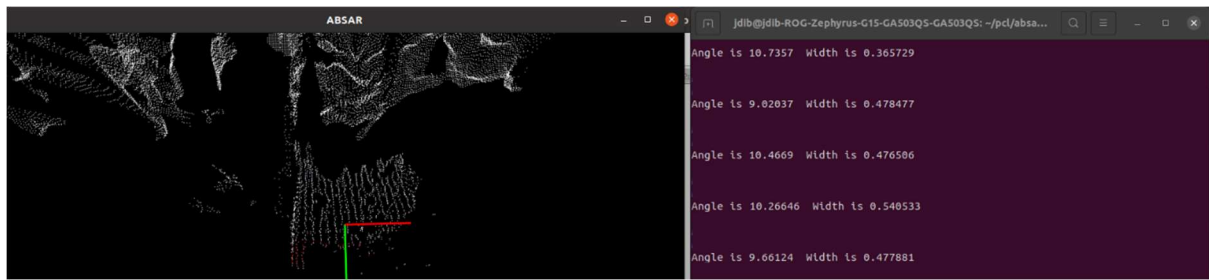 ABSAR
jdib@jdib-ROG-Zephyrus-G15-GA503QS-GA503QS: ~/pcl/absa...
Angle is 10.7357  Width is 0.365729
Angle is 9.02037  Width is 0.478477
Angle is 10.4669  Width is 0.476506
Angle is 10.26646  Width is 0.540533
Angle is 9.66124  Width is 0.477881